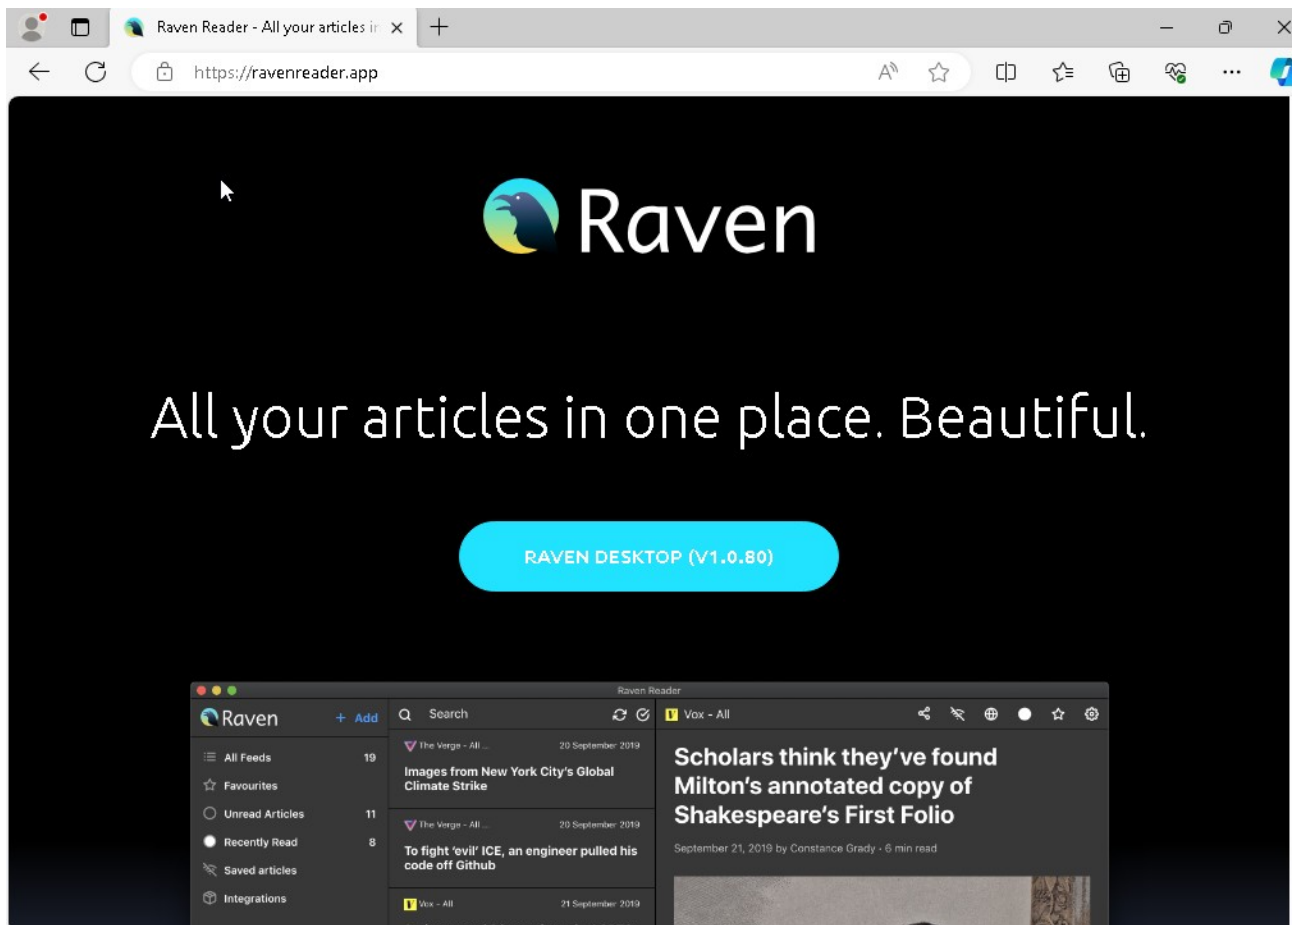 Raven Reader - All your articles in
https://ravenreader.app
Raven
All your articles in one place. Beautiful.
RAVEN DESKTOP (V1.0.80)
Raven Reader
Raven
+ Add
All Feeds 19
Favourites
Unread Articles 11
Recently Read 8
Saved articles
Integrations
Search
The Verge - All ... 20 September 2019
Images from New York City's Global
Climate Strike
The Verge - All ... 20 September 2019
To fight ‘evil’ ICE, an engineer pulled his
code off Github
Vox - All 21 September 2019
Vox - All
Scholars think they’ve found
Milton’s annotated copy of
Shakespeare’s First Folio
September 21, 2019 by Constance Grady · 6 min read